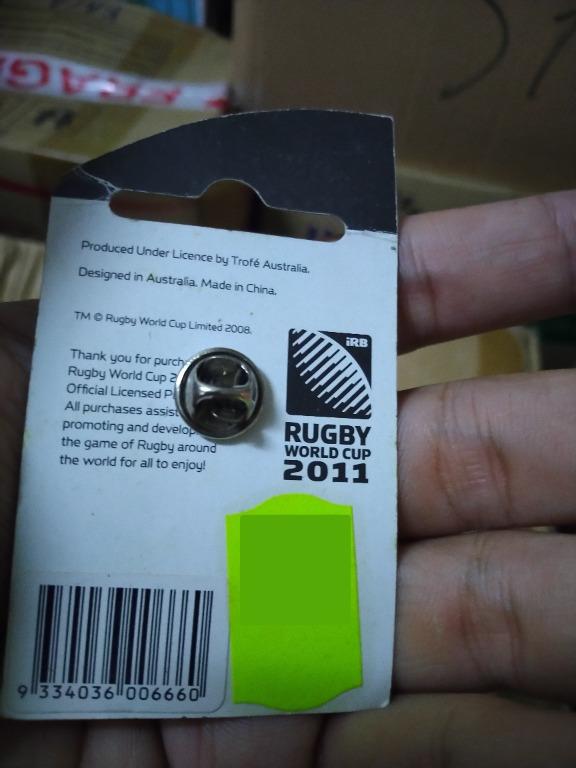 FRAG
Produced Under Licence by Trofé Australia.
Designed in Australia. Made in China.
TM © Rugby World Cup Limited 2008.
Thank you for purch
Rugby World Cup 2
Official Licensed P
All purchases assist
promoting and develop
the game of Rugby around
the world for all to enjoy!
iRB
RUGBY
WORLD CUP
2011
9 334036 006660